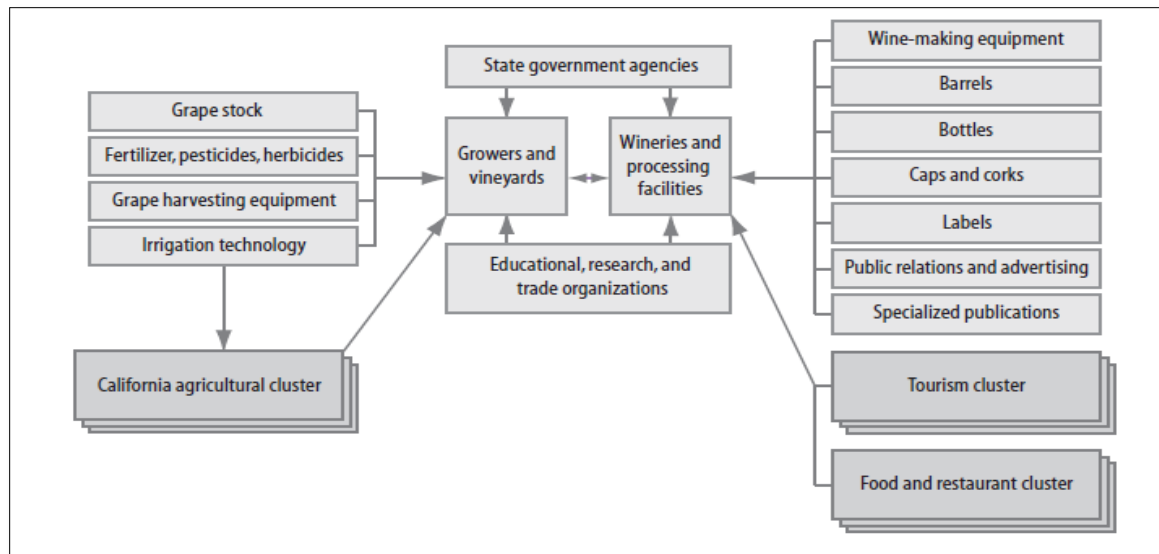 State government agencies
Grape stock
Fertilizer, pesticides, herbicides
Grape harvesting equipment
Irrigation technology
Growers and
vineyards
Wineries and
processing
facilities
Educational, research, and
trade organizations
California agricultural cluster
Wine-making equipment
Barrels
Bottles
Caps and corks
Labels
Public relations and advertising
Specialized publications
Tourism cluster
Food and restaurant cluster